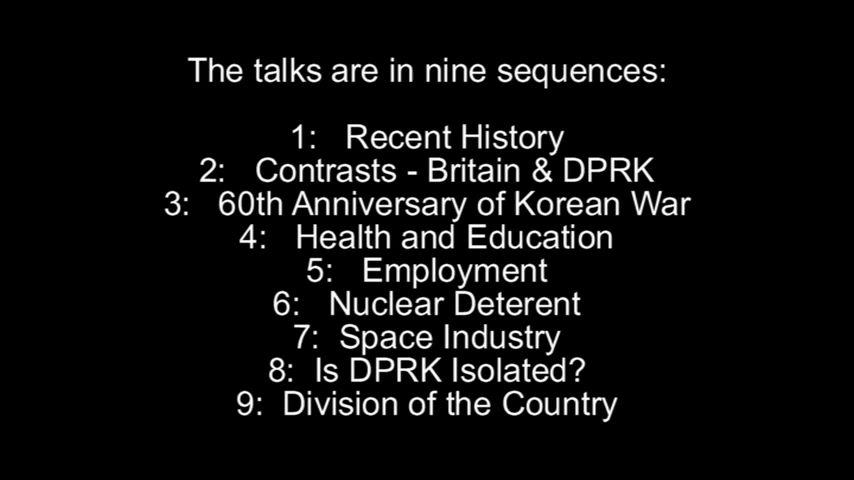 The talks are in nine sequences:
1: Recent History
2: Contrasts - Britain & DPRK
3: 60th Anniversary of Korean War
4: Health and Education
5: Employment
6: Nuclear Deterent
7: Space Industry
8: Is DPRK Isolated?
9: Division of the Country